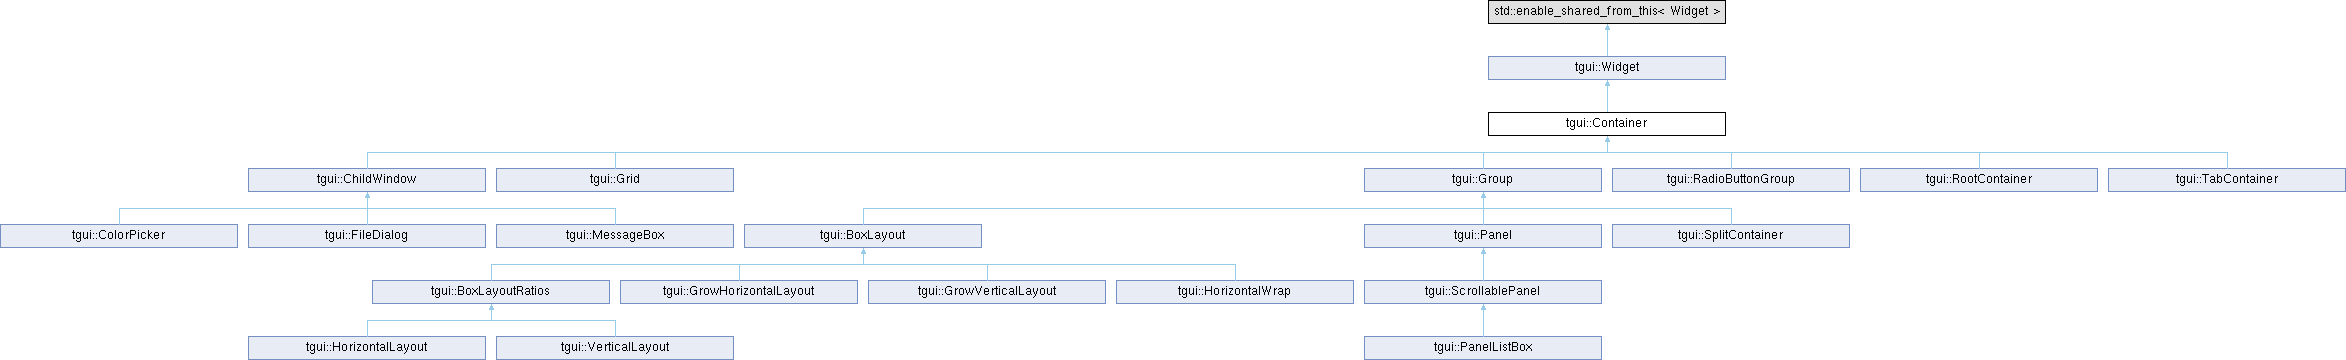 std::enable_shared_from_this< Widget >
tgui::Widget
tgui::Container
tgui::ChildWindow
tgui::Grid
tgui::Group
tgui::RadioButtonGroup
tgui::RootContainer
tgui::TabContainer
tgui::ColorPicker
tgui::FileDialog
tgui::MessageBox
tgui::BoxLayout
tgui::Panel
tgui::SplitContainer
tgui::BoxLayoutRatios
tgui::GrowHorizontalLayout
tgui::GrowVerticalLayout
tgui::HorizontalWrap
tgui::ScrollablePanel
tgui::HorizontalLayout
tgui::VerticalLayout
tgui::PanelListBox